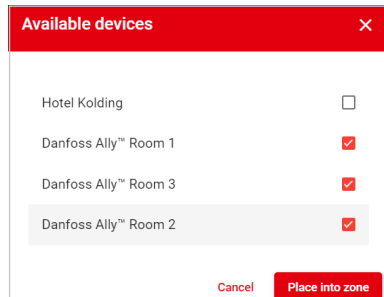 Available devices
Hotel Kolding
Danfoss Ally™ Room 1
Danfoss Ally™ Room 3
Danfoss Ally™ Room 2
Cancel Place into zone